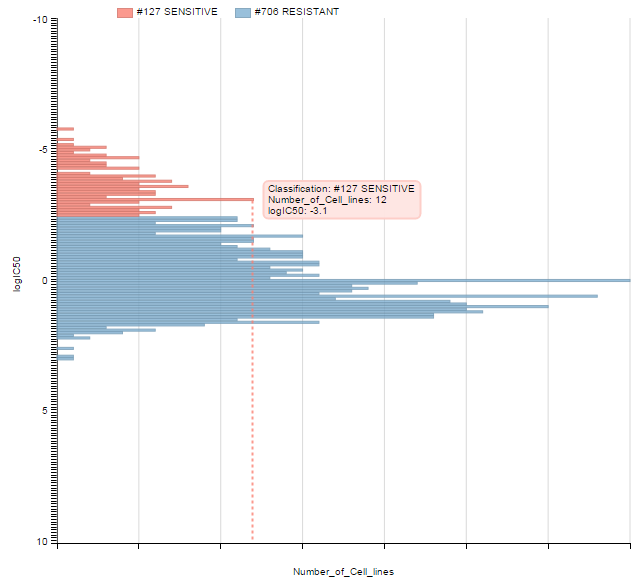 #127 SENSITIVE #706 RESISTANT
-10
-5
Classification: #127 SENSITIVE
Number_of_Cell_lines: 12
logIC50: -3.1
logIC50
0
5
10
Number_of_Cell_lines